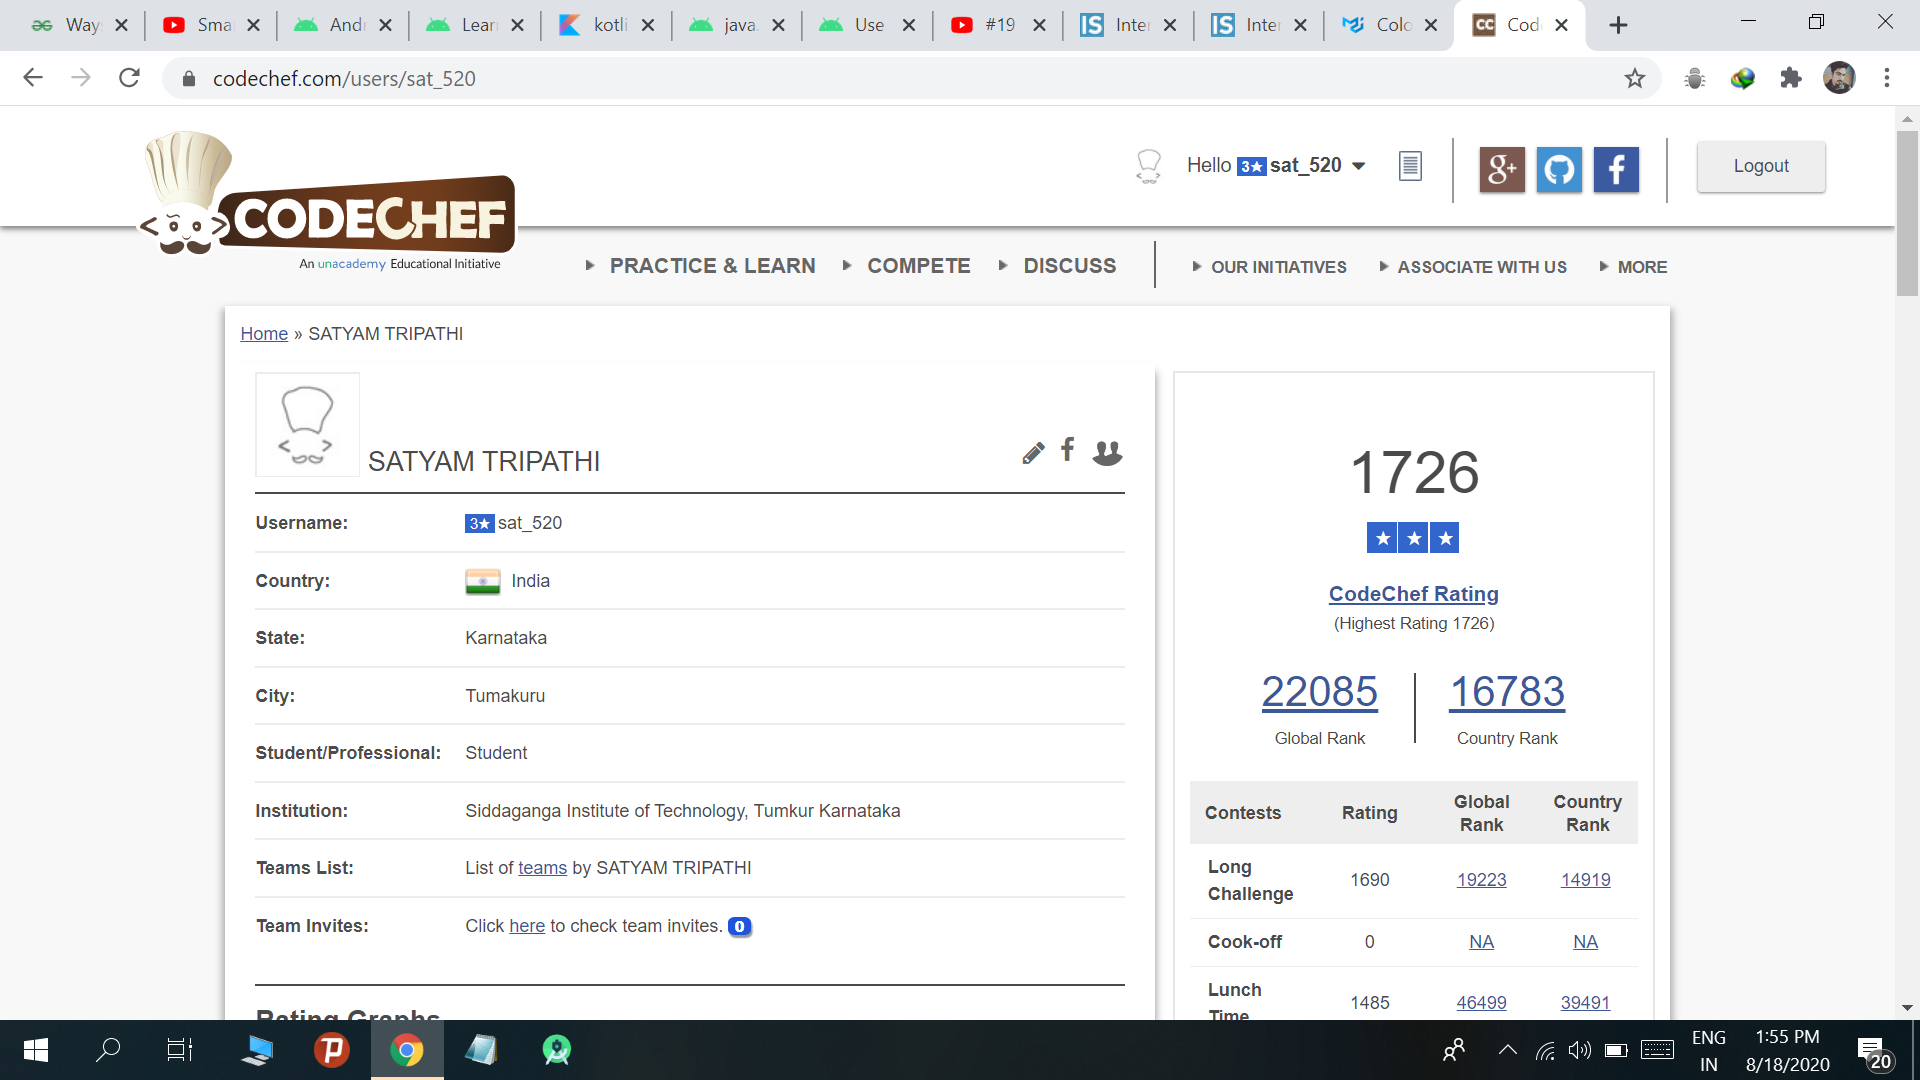 Way
Sma
Andr
Lear
kotli
java.
Use
#19
Inter
Inter
Colo
Code
codechef.com/users/sat_520
CODECHEF
An unacademy Educational Initiative
Hello 3★ sat_520
g+
f
Logout
PRACTICE & LEARN
COMPETE
DISCUSS
OUR INITIATIVES
ASSOCIATE WITH US
MORE
Home » SATYAM TRIPATHI
SATYAM TRIPATHI
Username: 3★ sat_520
Country: India
State: Karnataka
City: Tumakuru
Student/Professional: Student
Institution: Siddaganga Institute of Technology, Tumkur Karnataka
Teams List: List of teams by SATYAM TRIPATHI
Team Invites: Click here to check team invites. 0
Rating Graphs
1726
★ ★ ★
CodeChef Rating
(Highest Rating 1726)
22085 16783
Global Rank Country Rank
Contests Rating Global Rank Country Rank
Long Challenge 1690 19223 14919
Cook-off 0 NA NA
Lunch Time 1485 46499 39491
ENG
IN
1:55 PM
8/18/2020
20